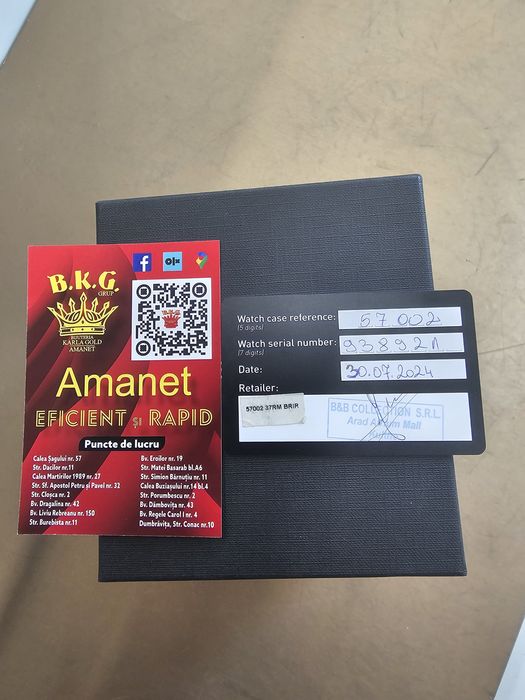 f
olx
B.K.G.
GRUP
BIJUTERIA
KARLA GOLD
AMANET
Amanet
EFICIENT și RAPID
Puncte de lucru
Calea Șagului nr. 57
Str. Dacilor nr.11
Calea Martirilor 1989 nr. 27
Str. Sf. Apostol Petru și Pavel nr. 32
Str. Cloșca nr. 2
Bv. Dragalina nr. 42
Bv. Liviu Rebreanu nr. 150
Str. Burebista nr.11
Bv. Eroilor nr. 19
Str. Matei Basarab bl.A6
Str. Simion Bărnuțiu nr. 11
Calea Buziașului nr.14 bl.4
Str. Porumbescu nr. 2
Bv. Dâmbovița nr. 43
Bv. Regele Carol I nr. 4
Dumbrăvița, Str. Conac nr.10
Watch case reference: 57.002
(5 digits)
Watch serial number: 938921
(7 digits)
Date: 30.07.2024
Retailer:
57002 37RM BRIR
B&B COLLECTION S.R.L.
Arad Atrium Mall